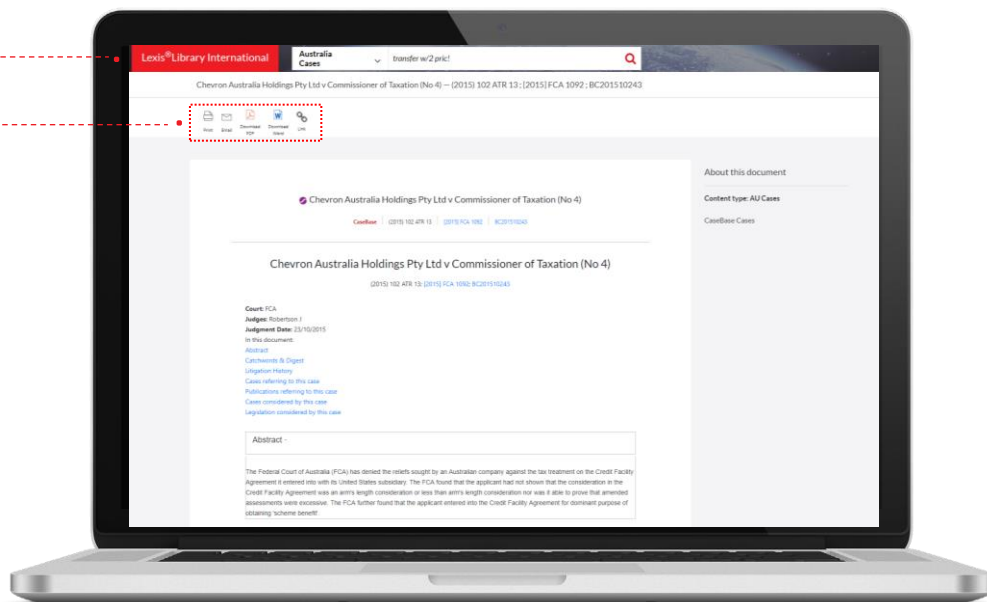 Lexis®Library International
Australia Cases
transfer w/2 pric!
Chevron Australia Holdings Pty Ltd v Commissioner of Taxation (No 4) — (2015) 102 ATR 13 ; [2015] FCA 1092 ; BC201510243
Print Email Download PDF Download Word Link
Chevron Australia Holdings Pty Ltd v Commissioner of Taxation (No 4)
CaseBase (2015) 102 ATR 13 [2015] FCA 1092 BC201510243
Chevron Australia Holdings Pty Ltd v Commissioner of Taxation (No 4)
(2015) 102 ATR 13; [2015] FCA 1092; BC201510243
Court: FCA
Judges: Robertson J
Judgment Date: 23/10/2015
In this document:
Abstract
Catchwords & Digest
Litigation History
Cases referring to this case
Publications referring to this case
Cases considered by this case
Legislation considered by this case
Abstract -
The Federal Court of Australia (FCA) has denied the reliefs sought by an Australian company against the tax treatment on the Credit Facility
Agreement it entered into with its United States subsidiary. The FCA found that the applicant had not shown that the consideration in the
Credit Facility Agreement was an arm's length consideration or less than arm's length consideration nor was it able to prove that amended
assessments were excessive. The FCA further found that the applicant entered into the Credit Facility Agreement for dominant purpose of
obtaining 'scheme benefit'.
About this document
Content type: AU Cases
CaseBase Cases